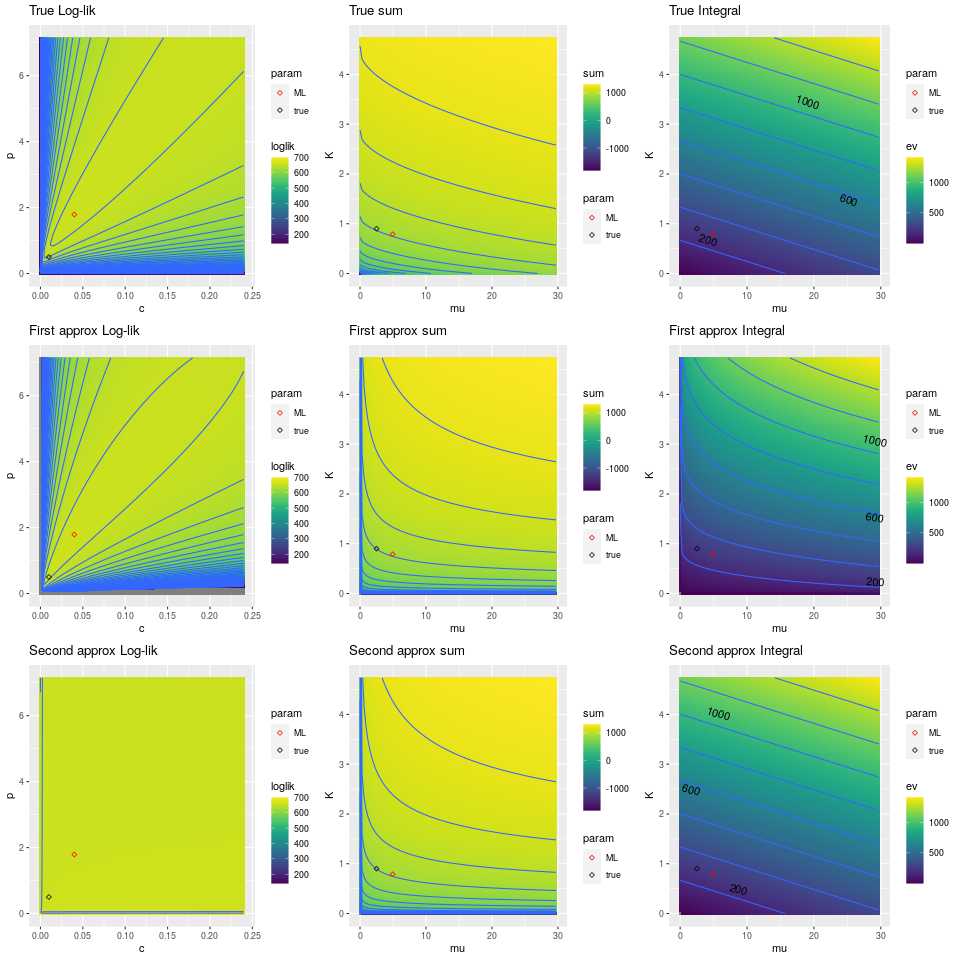 True Log-lik
p
6
4
2
0
0.00 0.05 0.10 0.15 0.20 0.25
c
param
ML
true
loglik
700
600
500
400
300
200
True sum
K
4
3
2
1
0
0 10 20 30
mu
sum
1000
0
-1000
param
ML
true
True Integral
K
4
3
2
1
0
1000
600
200
0 10 20 30
mu
param
ML
true
ev
1000
500
First approx Log-lik
p
6
4
2
0
0.00 0.05 0.10 0.15 0.20 0.25
c
param
ML
true
loglik
700
600
500
400
300
200
First approx sum
K
4
3
2
1
0
0 10 20 30
mu
sum
1000
0
-1000
param
ML
true
First approx Integral
K
4
3
2
1
0
1000
600
200
0 10 20 30
mu
param
ML
true
ev
1000
500
Second approx Log-lik
p
6
4
2
0
0.00 0.05 0.10 0.15 0.20 0.25
c
param
ML
true
loglik
700
600
500
400
300
200
Second approx sum
K
4
3
2
1
0
0 10 20 30
mu
sum
1000
0
-1000
param
ML
true
Second approx Integral
K
4
3
2
1
0
1000
600
200
0 10 20 30
mu
param
ML
true
ev
1000
500